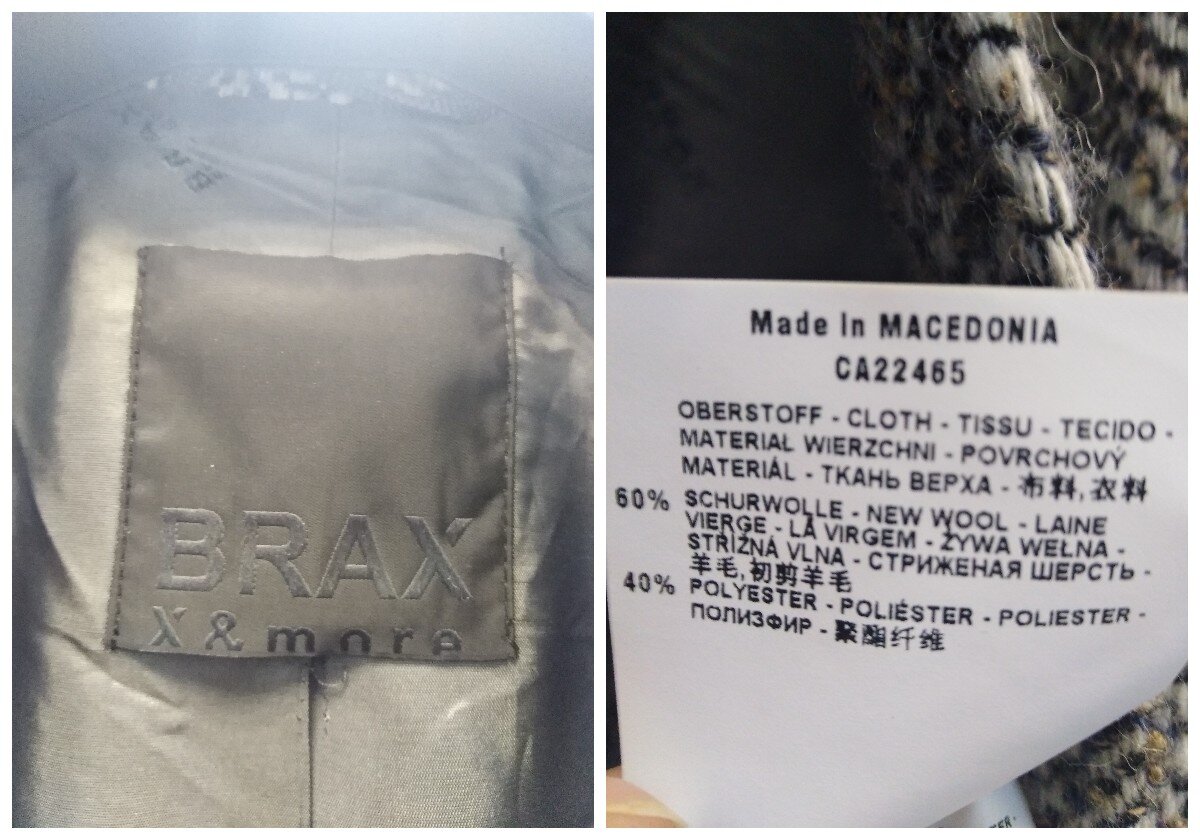 BRAX
X & more
Made In MACEDONIA
CA22465
OBERSTOFF - CLOTH - TISSU - TECIDO -
MATERIAŁ WIERZCHNI - POVRCHOVÝ
MATERIÁL - ТКАНЬ ВЕРХА - 布料,衣料
60% SCHURWOLLE - NEW WOOL - LAINE
VIERGE - LÃ VIRGEM - ŻYWA WEŁNA -
STŘIŽNÁ VLNA - СТРИЖЕНАЯ ШЕРСТЬ -
羊毛,初剪羊毛
40% POLYESTER - POLIÉSTER - POLIESTER -
ПОЛИЗФИР - 聚酯纤维